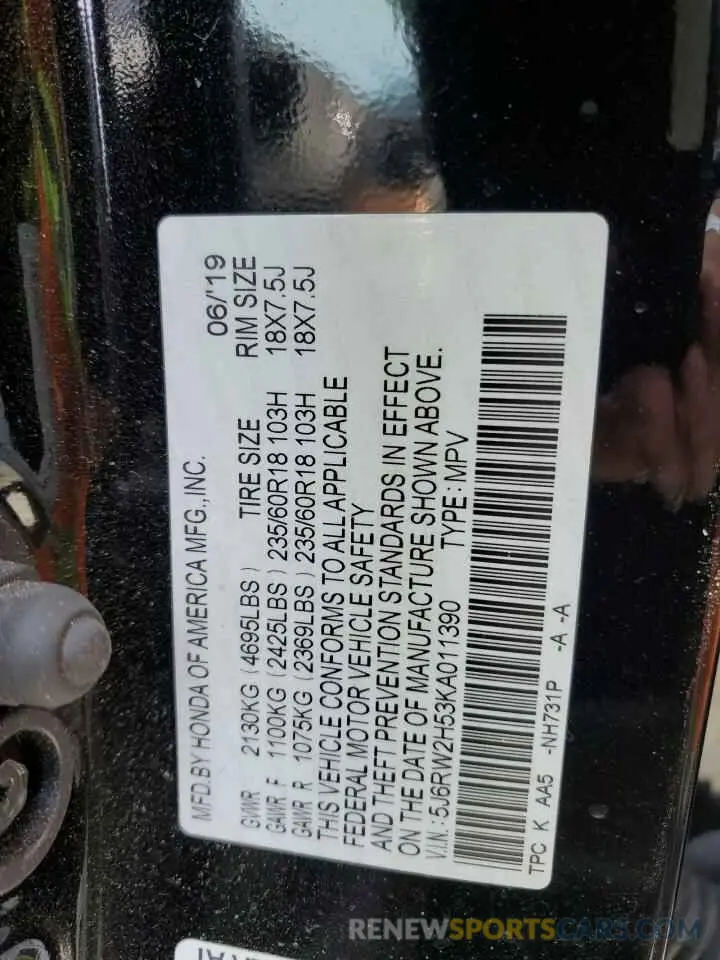 MFD.BY HONDA OF AMERICA MFG.,INC. 06/'19
GVWR 2130KG (4695LBS) TIRE SIZE RIM SIZE
GAWR F 1100KG (2425LBS) 235/60R18 103H 18X7.5J
GAWR R 1075KG (2369LBS) 235/60R18 103H 18X7.5J
THIS VEHICLE CONFORMS TO ALL APPLICABLE
FEDERAL MOTOR VEHICLE SAFETY
AND THEFT PREVENTION STANDARDS IN EFFECT
ON THE DATE OF MANUFACTURE SHOWN ABOVE.
V.I.N.:5J6RW2H53KA011390 TYPE:MPV
TPC K AA5 -NH731P -A -A
RENEWSPORTSCARS.COM